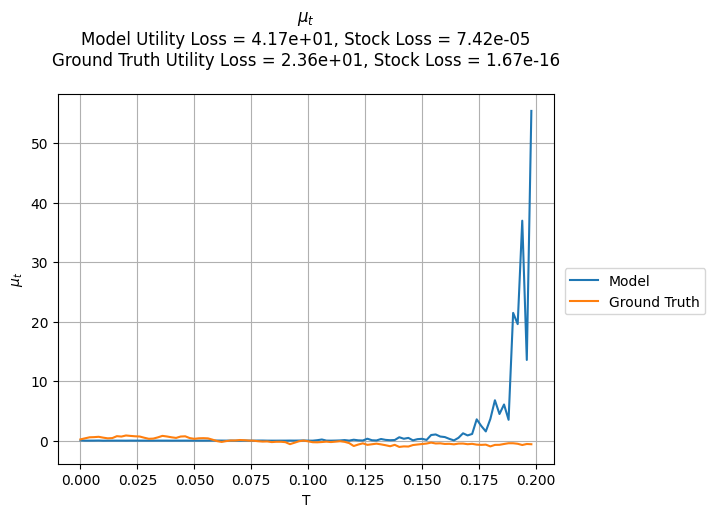 μt
Model Utility Loss = 4.17e+01, Stock Loss = 7.42e-05
Ground Truth Utility Loss = 2.36e+01, Stock Loss = 1.67e-16
50
40
30
20
10
0
μt
0.000 0.025 0.050 0.075 0.100 0.125 0.150 0.175 0.200
T
Model
Ground Truth